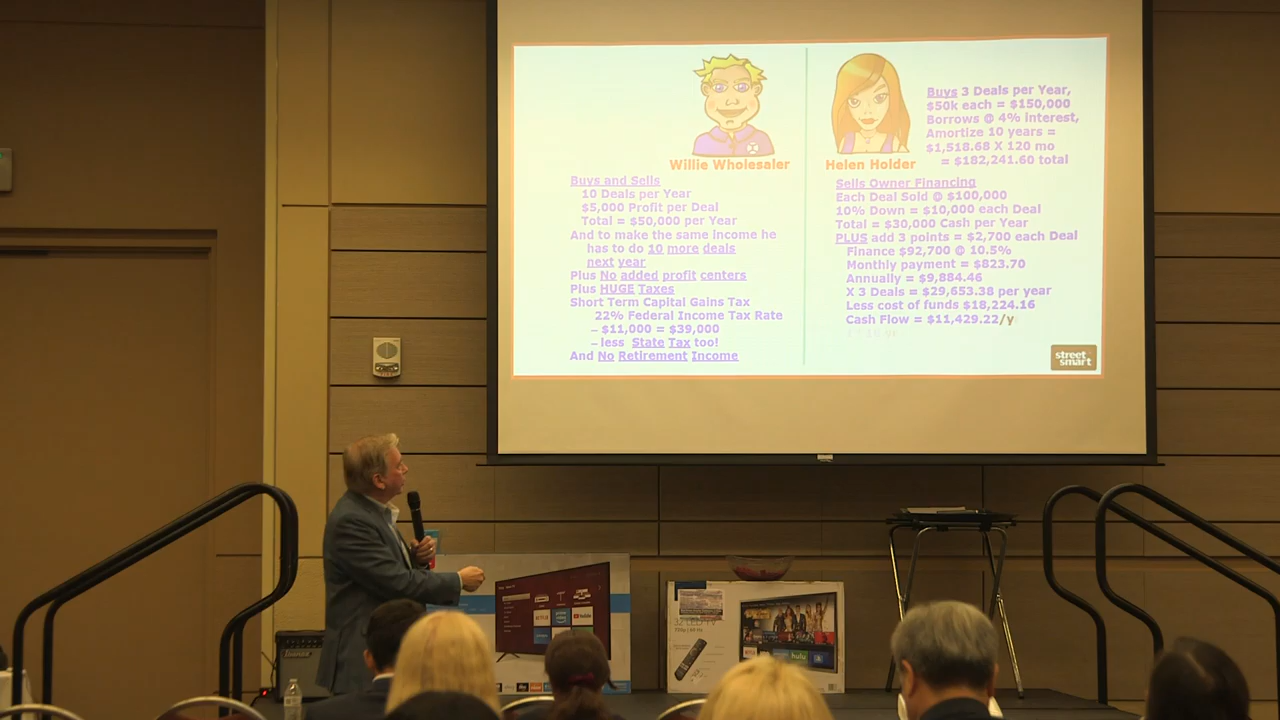 Willie Wholesaler
Buys and Sells
10 Deals per Year
$5,000 Profit per Deal
Total = $50,000 per Year
And to make the same income he
has to do 10 more deals
next year
Plus No added profit centers
Plus HUGE Taxes
Short Term Capital Gains Tax
22% Federal Income Tax Rate
– $11,000 = $39,000
– less State Tax too!
And No Retirement Income
Helen Holder
Buys 3 Deals per Year,
$50k each = $150,000
Borrows @ 4% interest,
Amortize 10 years =
$1,518.68 X 120 mo
= $182,241.60 total
Sells Owner Financing
Each Deal Sold @ $100,000
10% Down = $10,000 each Deal
Total = $30,000 Cash per Year
PLUS add 3 points = $2,700 each Deal
Finance $92,700 @ 10.5%
Monthly payment = $823.70
Annually = $9,884.46
X 3 Deals = $29,653.38 per year
Less cost of funds $18,224.16
Cash Flow = $11,429.22/y
street
smart
NETFLIX
YouTube
hulu